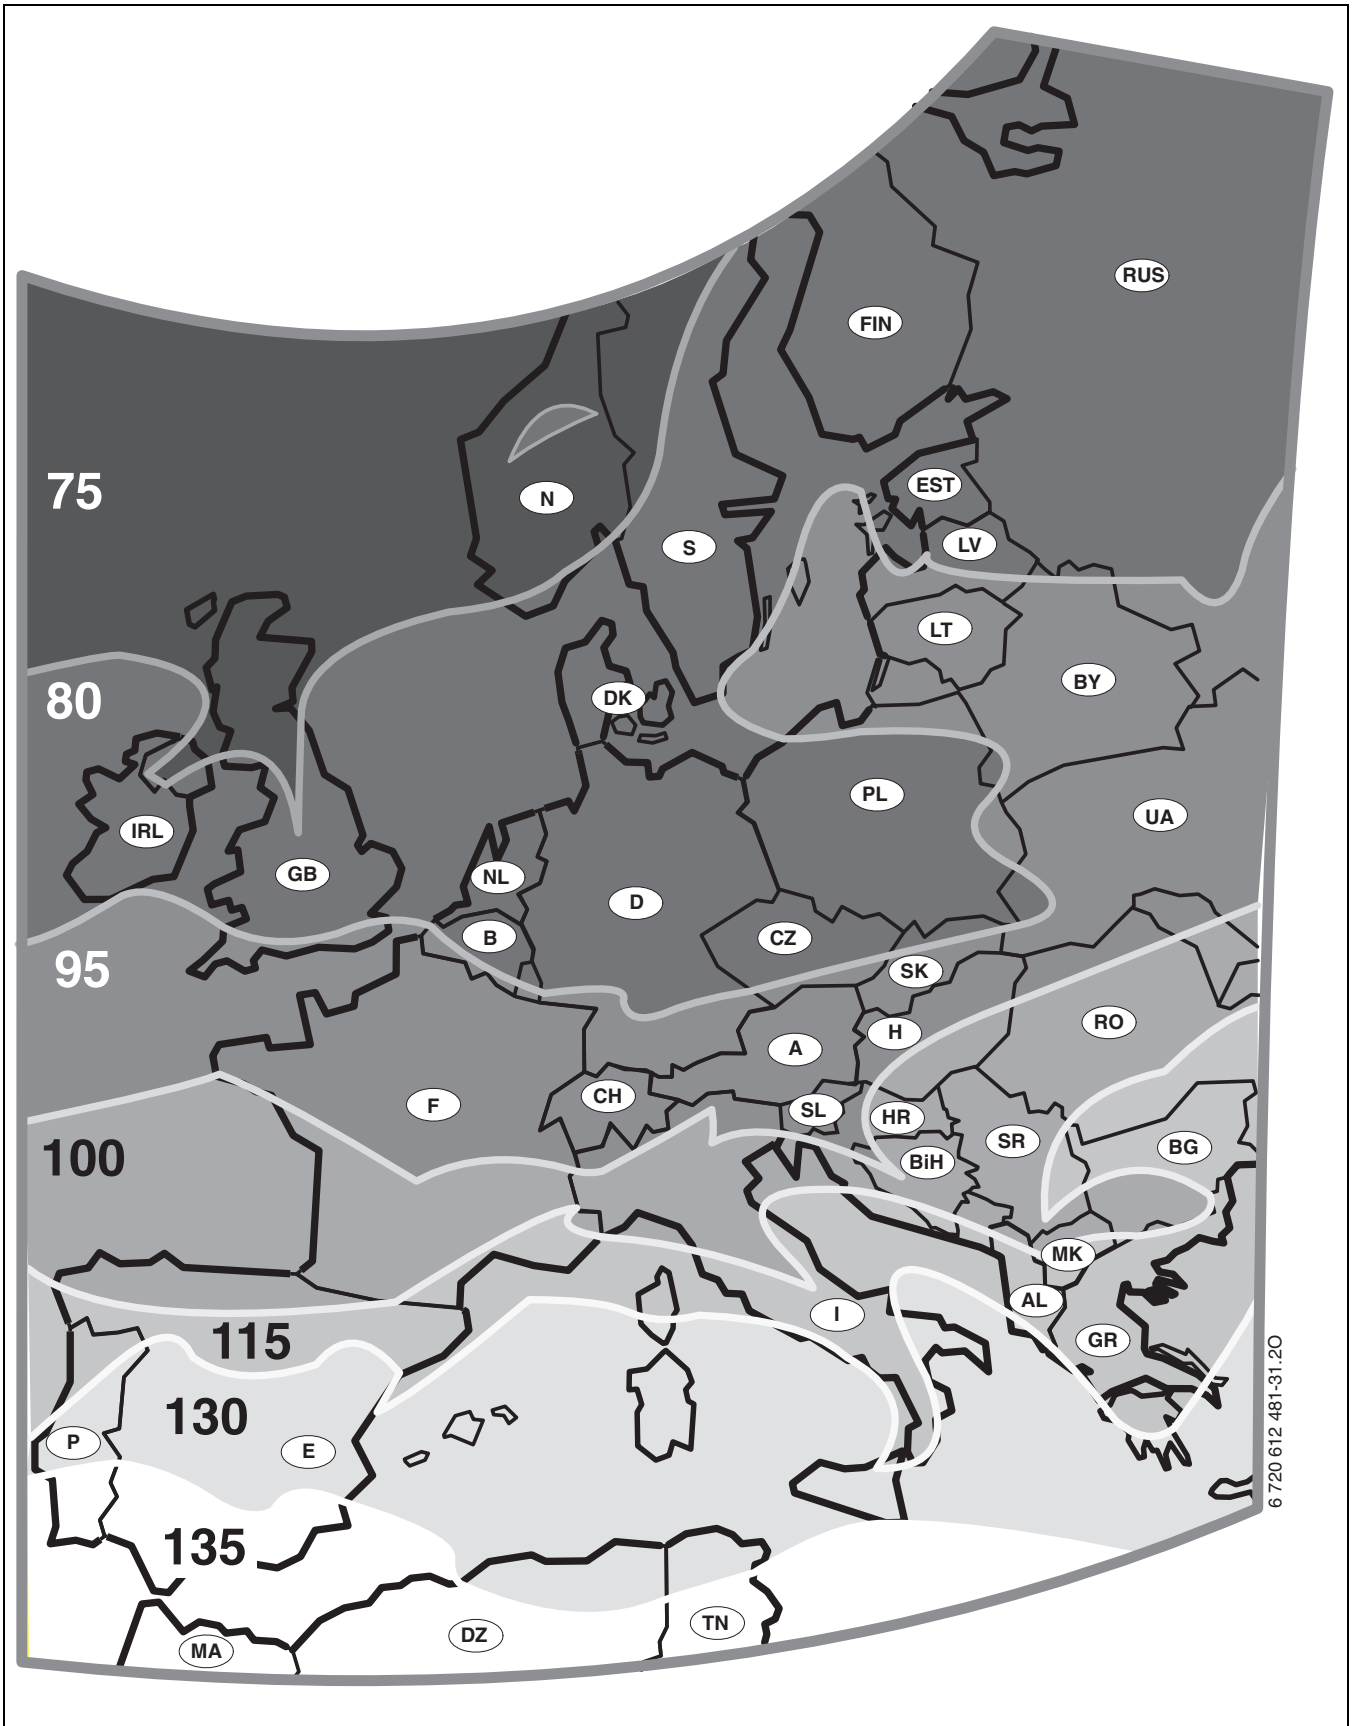 RUS
FIN
75
EST
N
LV
S
LT
BY
80
DK
PL
UA
IRL
GB
NL
D
B
CZ
95
SK
RO
H
A
CH
F
SL
HR
SR
100
BiH
BG
MK
AL
I
115
GR
130
P
E
135
TN
DZ
MA
6 720 612 481-31.2O